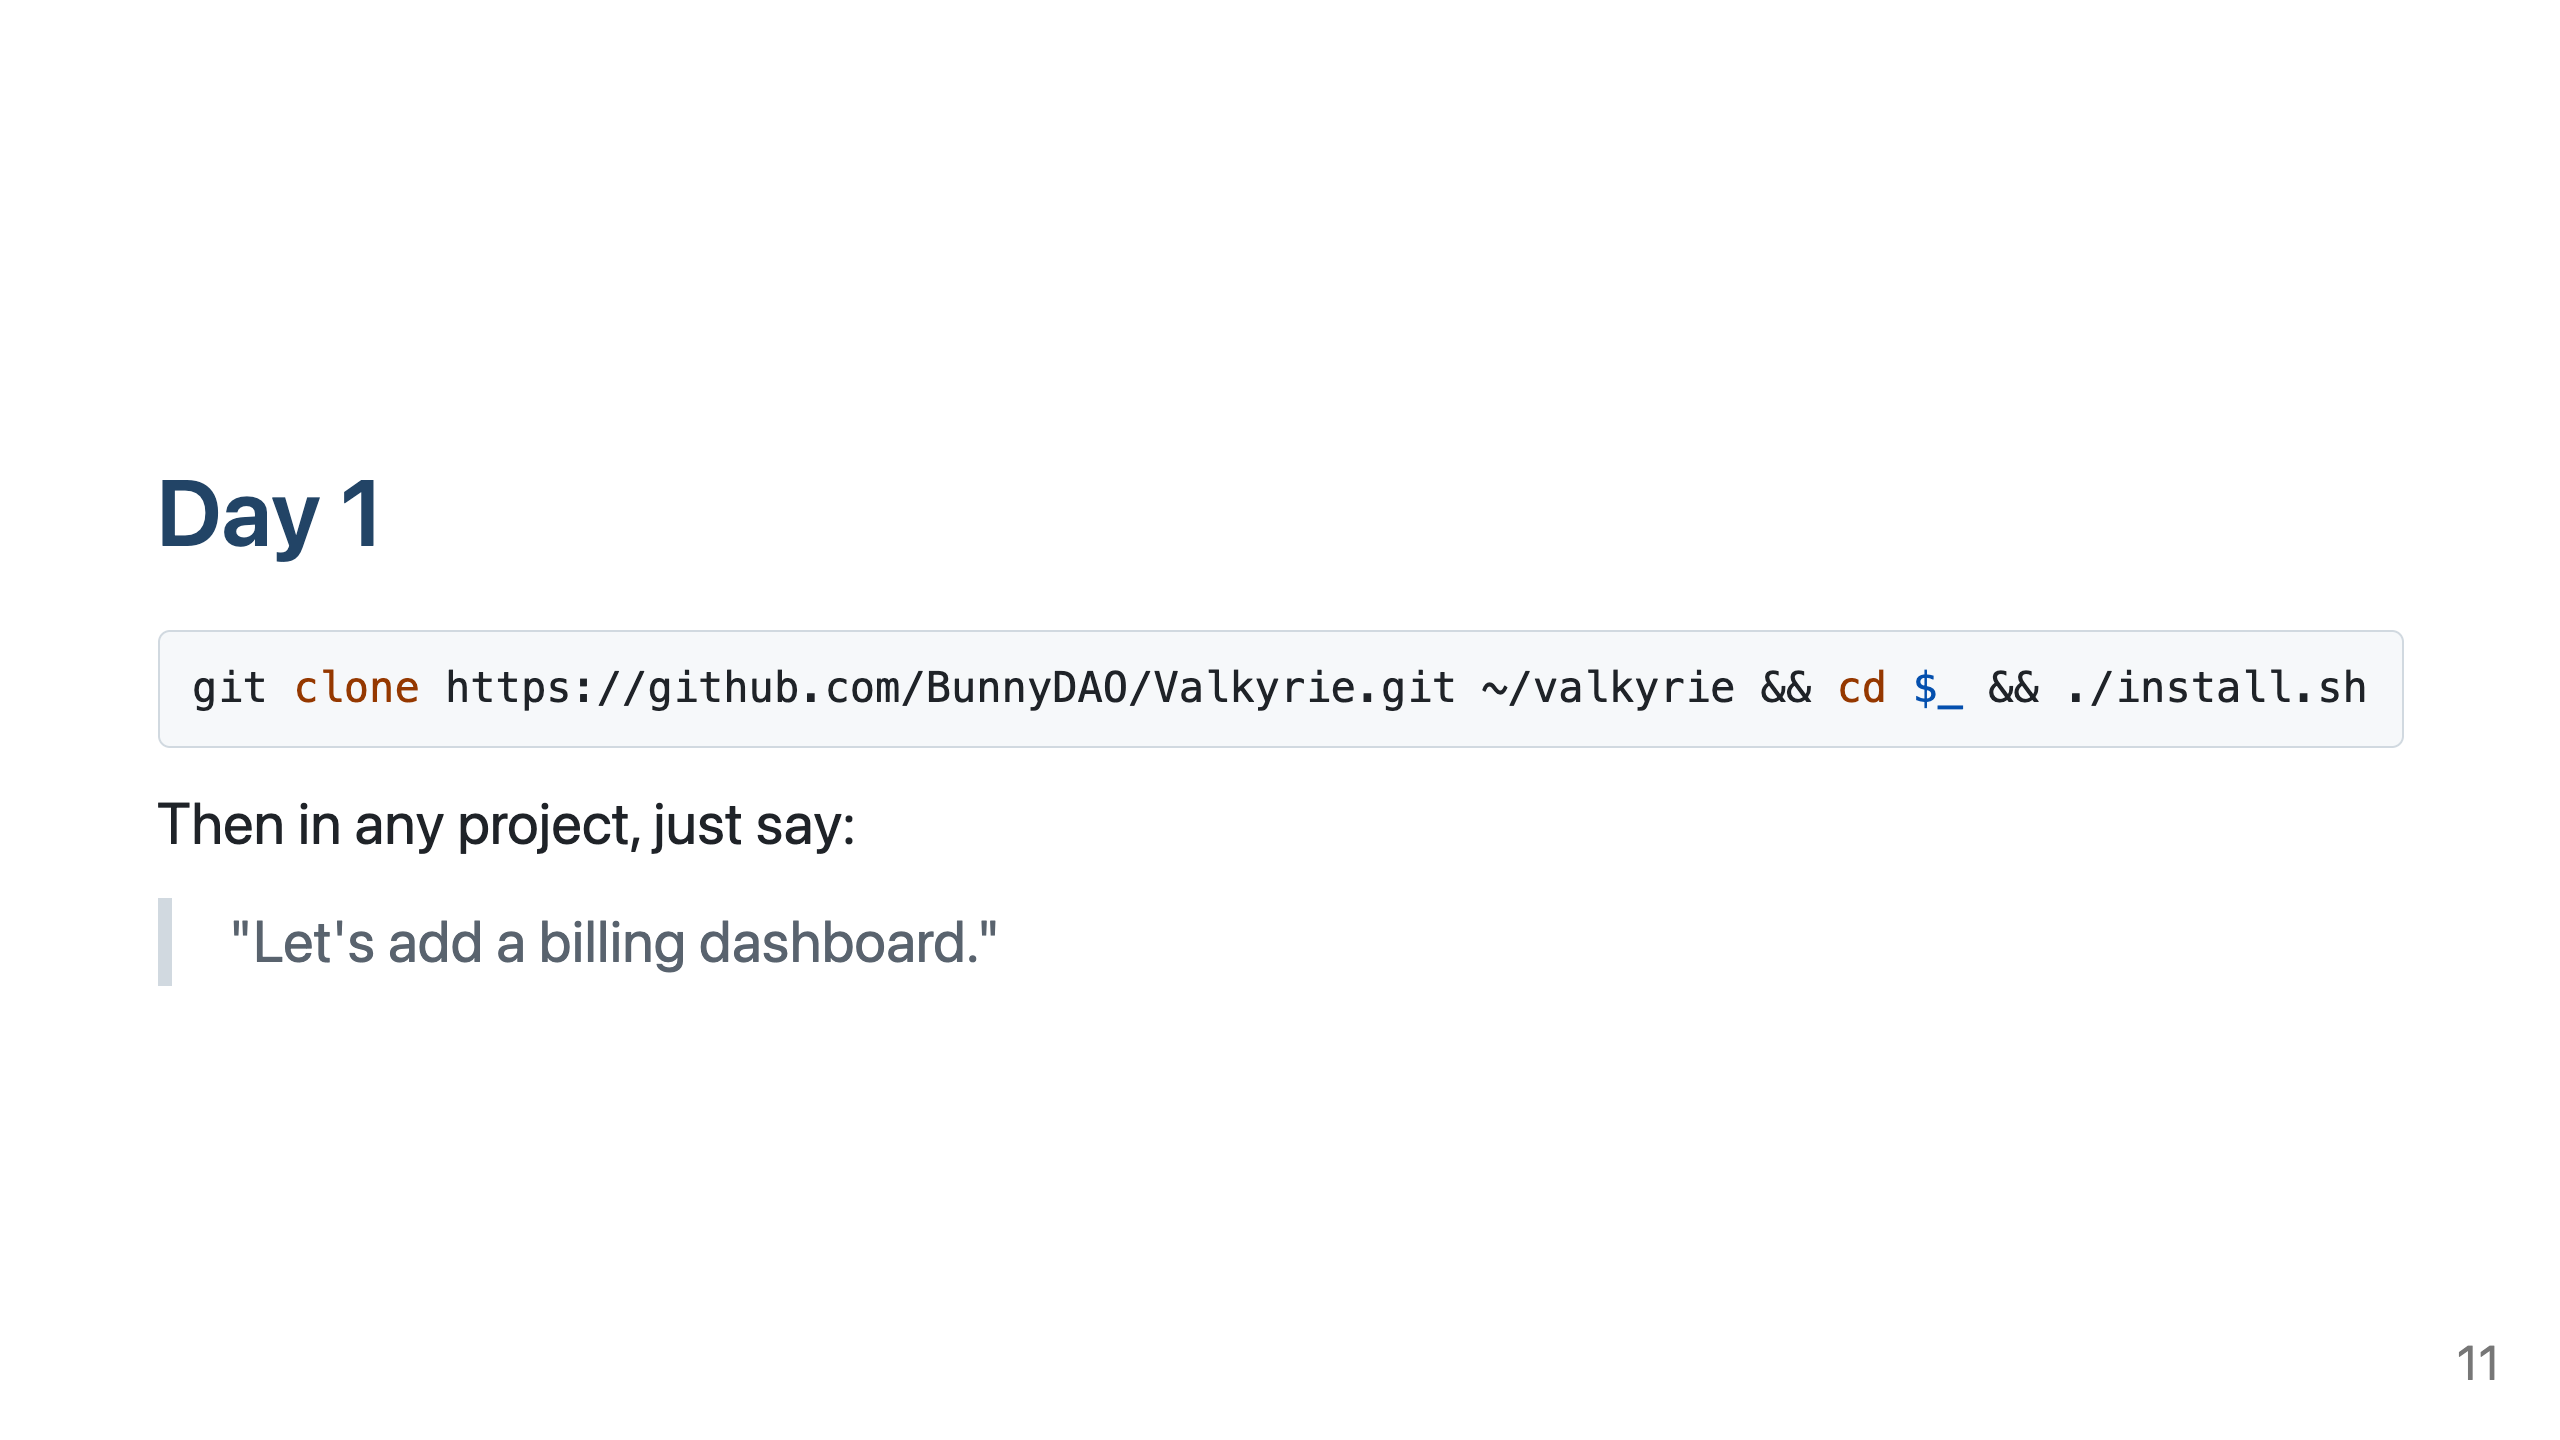 Day 1
git clone https://github.com/BunnyDAO/Valkyrie.git ~/valkyrie && cd $_ && ./install.sh
Then in any project, just say:
"Let's add a billing dashboard."
11